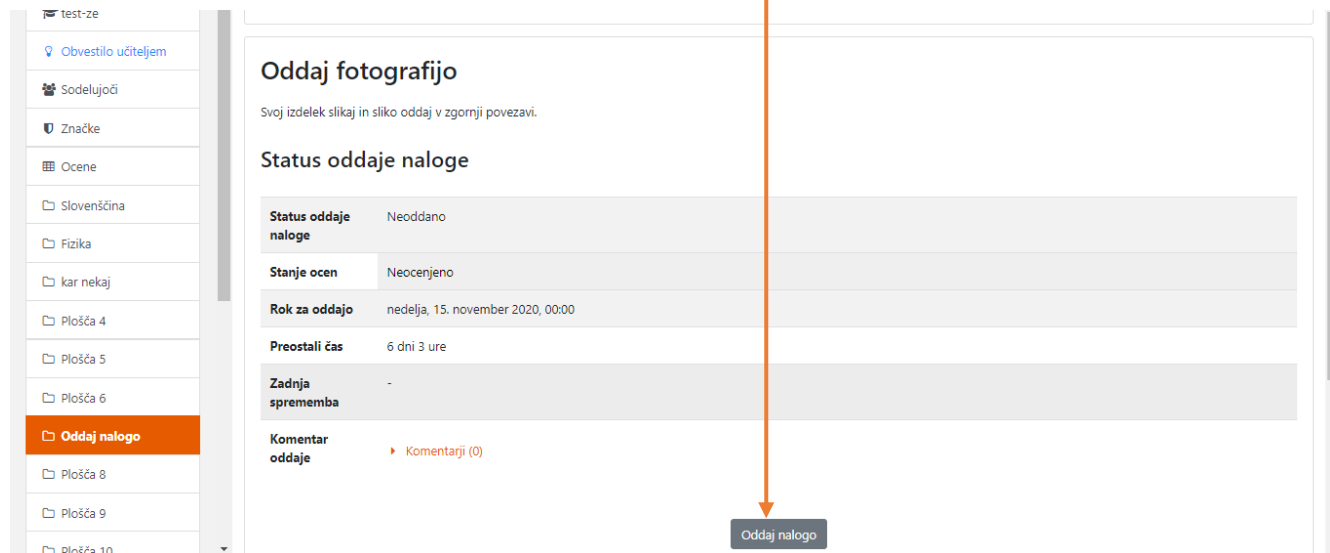 test-ze
Obvestilo učiteljem
Sodelujoči
Značke
Ocene
Slovenščina
Fizika
kar nekaj
Plošča 4
Plošča 5
Plošča 6
Oddaj nalogo
Plošča 8
Plošča 9
Plošča 10
Oddaj fotografijo
Svoj izdelek slikaj in sliko oddaj v zgornji povezavi.
Status oddaje naloge
Status oddaje
naloge
Neoddano
Stanje ocen
Neocenjeno
Rok za oddajo
nedelja, 15. november 2020, 00:00
Preostali čas
6 dni 3 ure
Zadnja
sprememba
-
Komentar
oddaje
Komentarji (0)
Oddaj nalogo